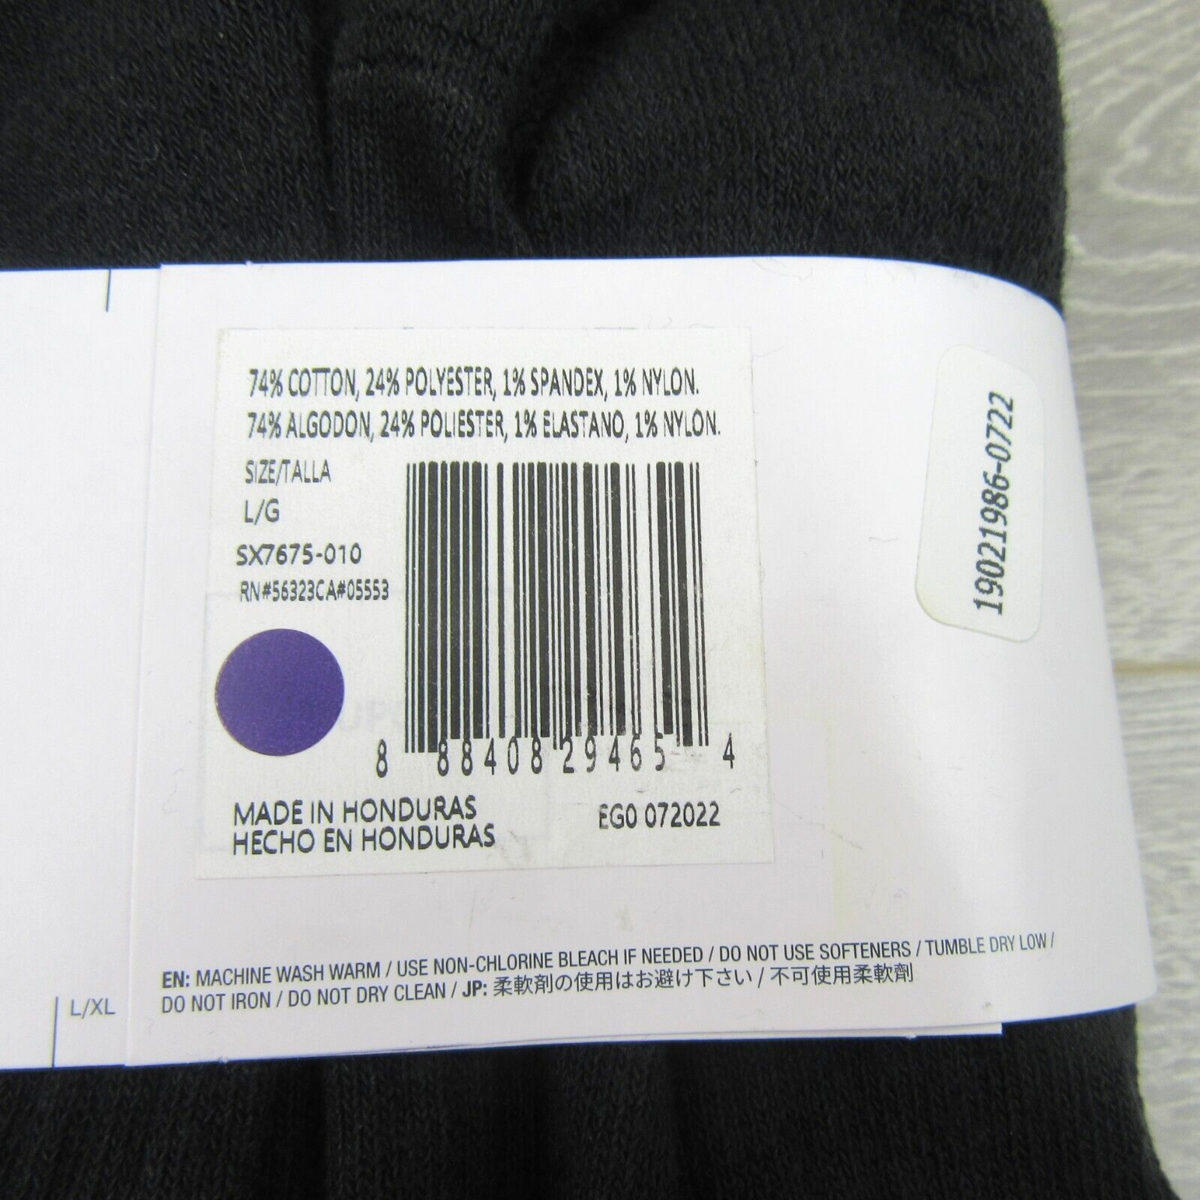 74% COTTON, 24% POLYESTER, 1% SPANDEX, 1% NYLON.
74% ALGODON, 24% POLIESTER, 1% ELASTANO, 1% NYLON.
SIZE/TALLA
L/G
SX7675-010
RN#56323CA#05553
8 88408 29465 4
MADE IN HONDURAS
HECHO EN HONDURAS
EGO 072022
19021986-0722
EN: MACHINE WASH WARM / USE NON-CHLORINE BLEACH IF NEEDED / DO NOT USE SOFTENERS / TUMBLE DRY LOW /
DO NOT IRON / DO NOT DRY CLEAN / JP: 柔軟剤の使用はお避け下さい / 不可使用柔軟劑
L/XL